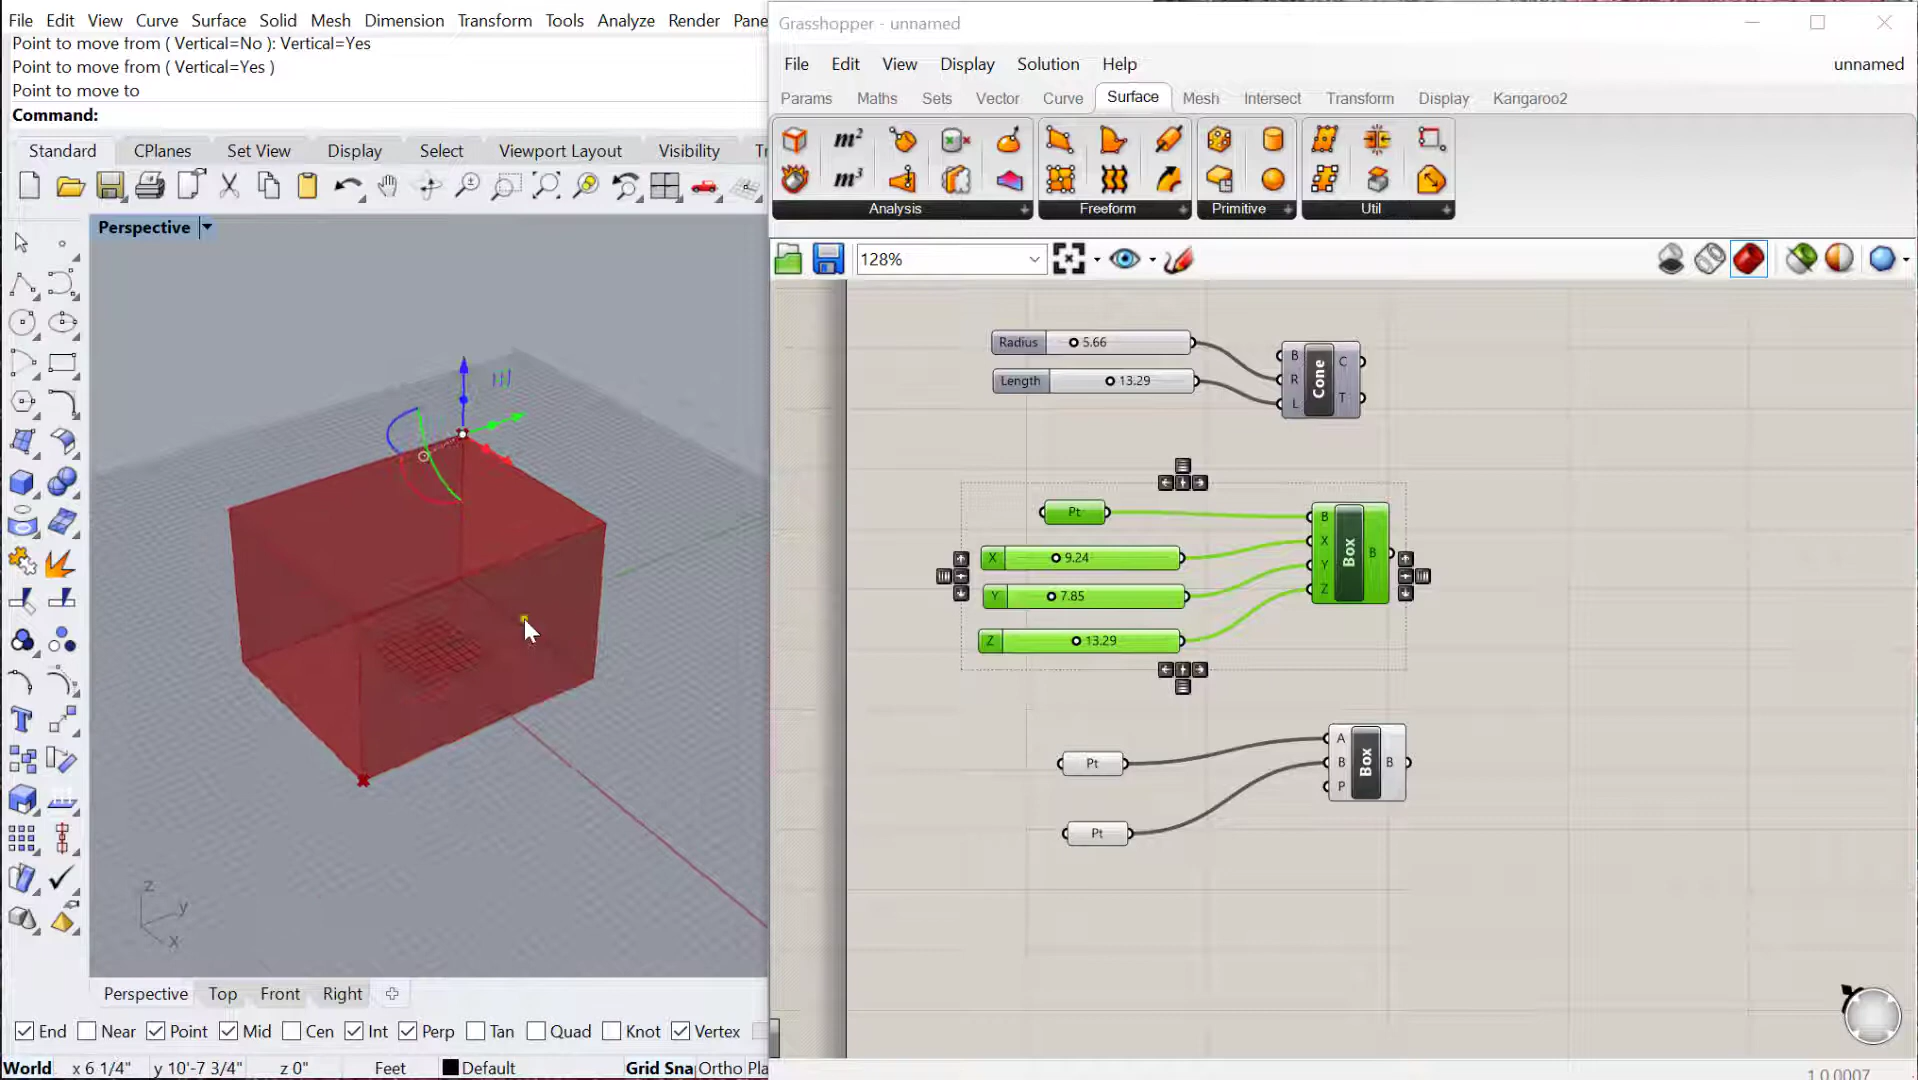 File Edit View Curve Surface Solid Mesh Dimension Transform Tools Analyze Render Pane
Point to move from ( Vertical=No ): Vertical=Yes
Point to move from ( Vertical=Yes )
Point to move to
Command:
Standard CPlanes Set View Display Select Viewport Layout Visibility Tr
Perspective
z
y
x
Perspective Top Front Right
End Near Point Mid Cen Int Perp Tan Quad Knot Vertex
World x 6 1/4" y 10'-7 3/4" z 0" Feet Default Grid Sna Ortho Pla
Grasshopper - unnamed
File Edit View Display Solution Help unnamed
Params Maths Sets Vector Curve Surface Mesh Intersect Transform Display Kangaroo2
m²
m³
Analysis Freeform Primitive Util
128%
Radius 5.66
Length 13.29
B R L Cone C T
Pt
X 9.24
Y 7.85
Z 13.29
B X Y Z Box B
Pt
Pt
A B P Box B
1.0.0007